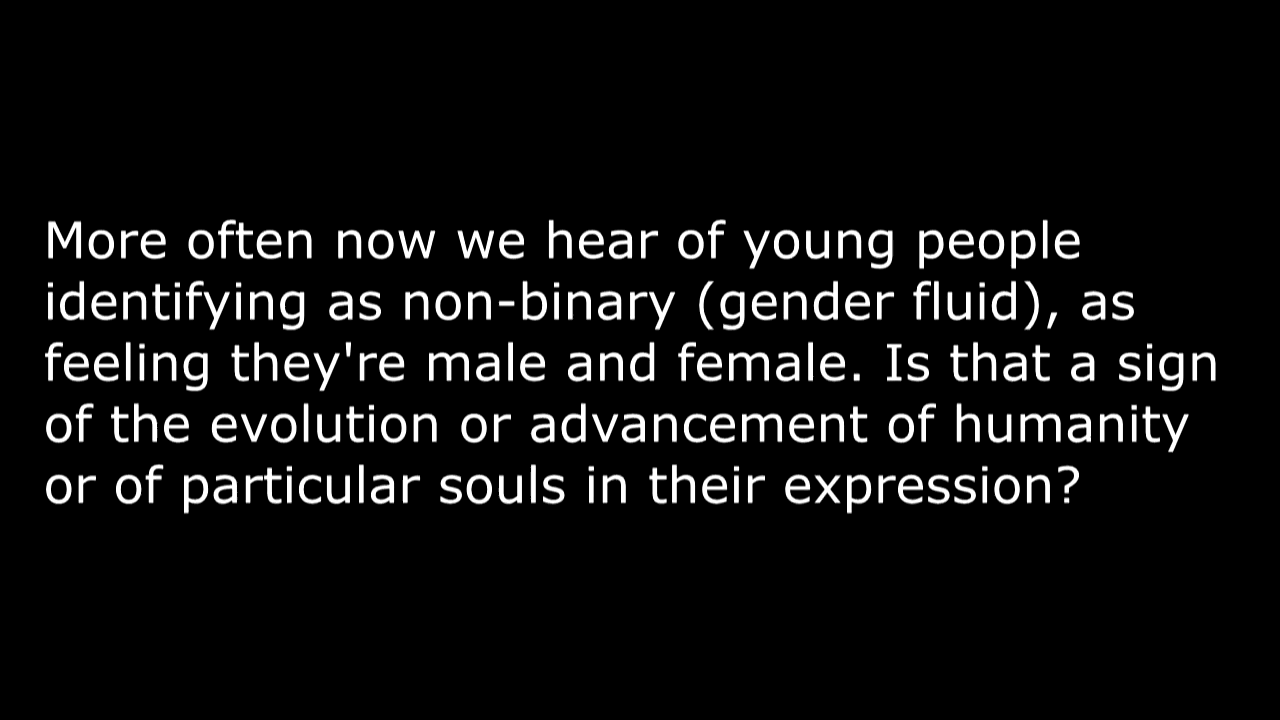 More often now we hear of young people
identifying as non-binary (gender fluid), as
feeling they're male and female. Is that a sign
of the evolution or advancement of humanity
or of particular souls in their expression?